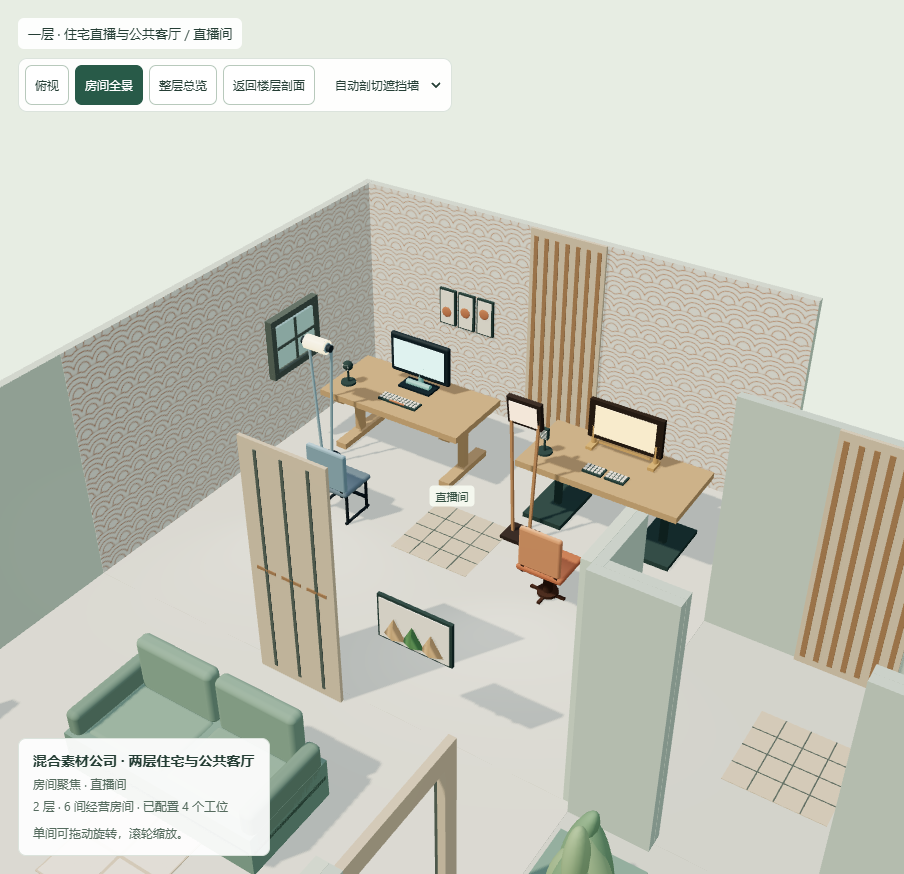 一层 · 住宅直播与公共客厅 / 直播间
俯视 房间全景 整层总览 返回楼层剖面 自动剖切遮挡墙
直播间
混合素材公司 · 两层住宅与公共客厅
房间聚焦 · 直播间
2 层 · 6 间经营房间 · 已配置 4 个工位
单间可拖动旋转，滚轮缩放。